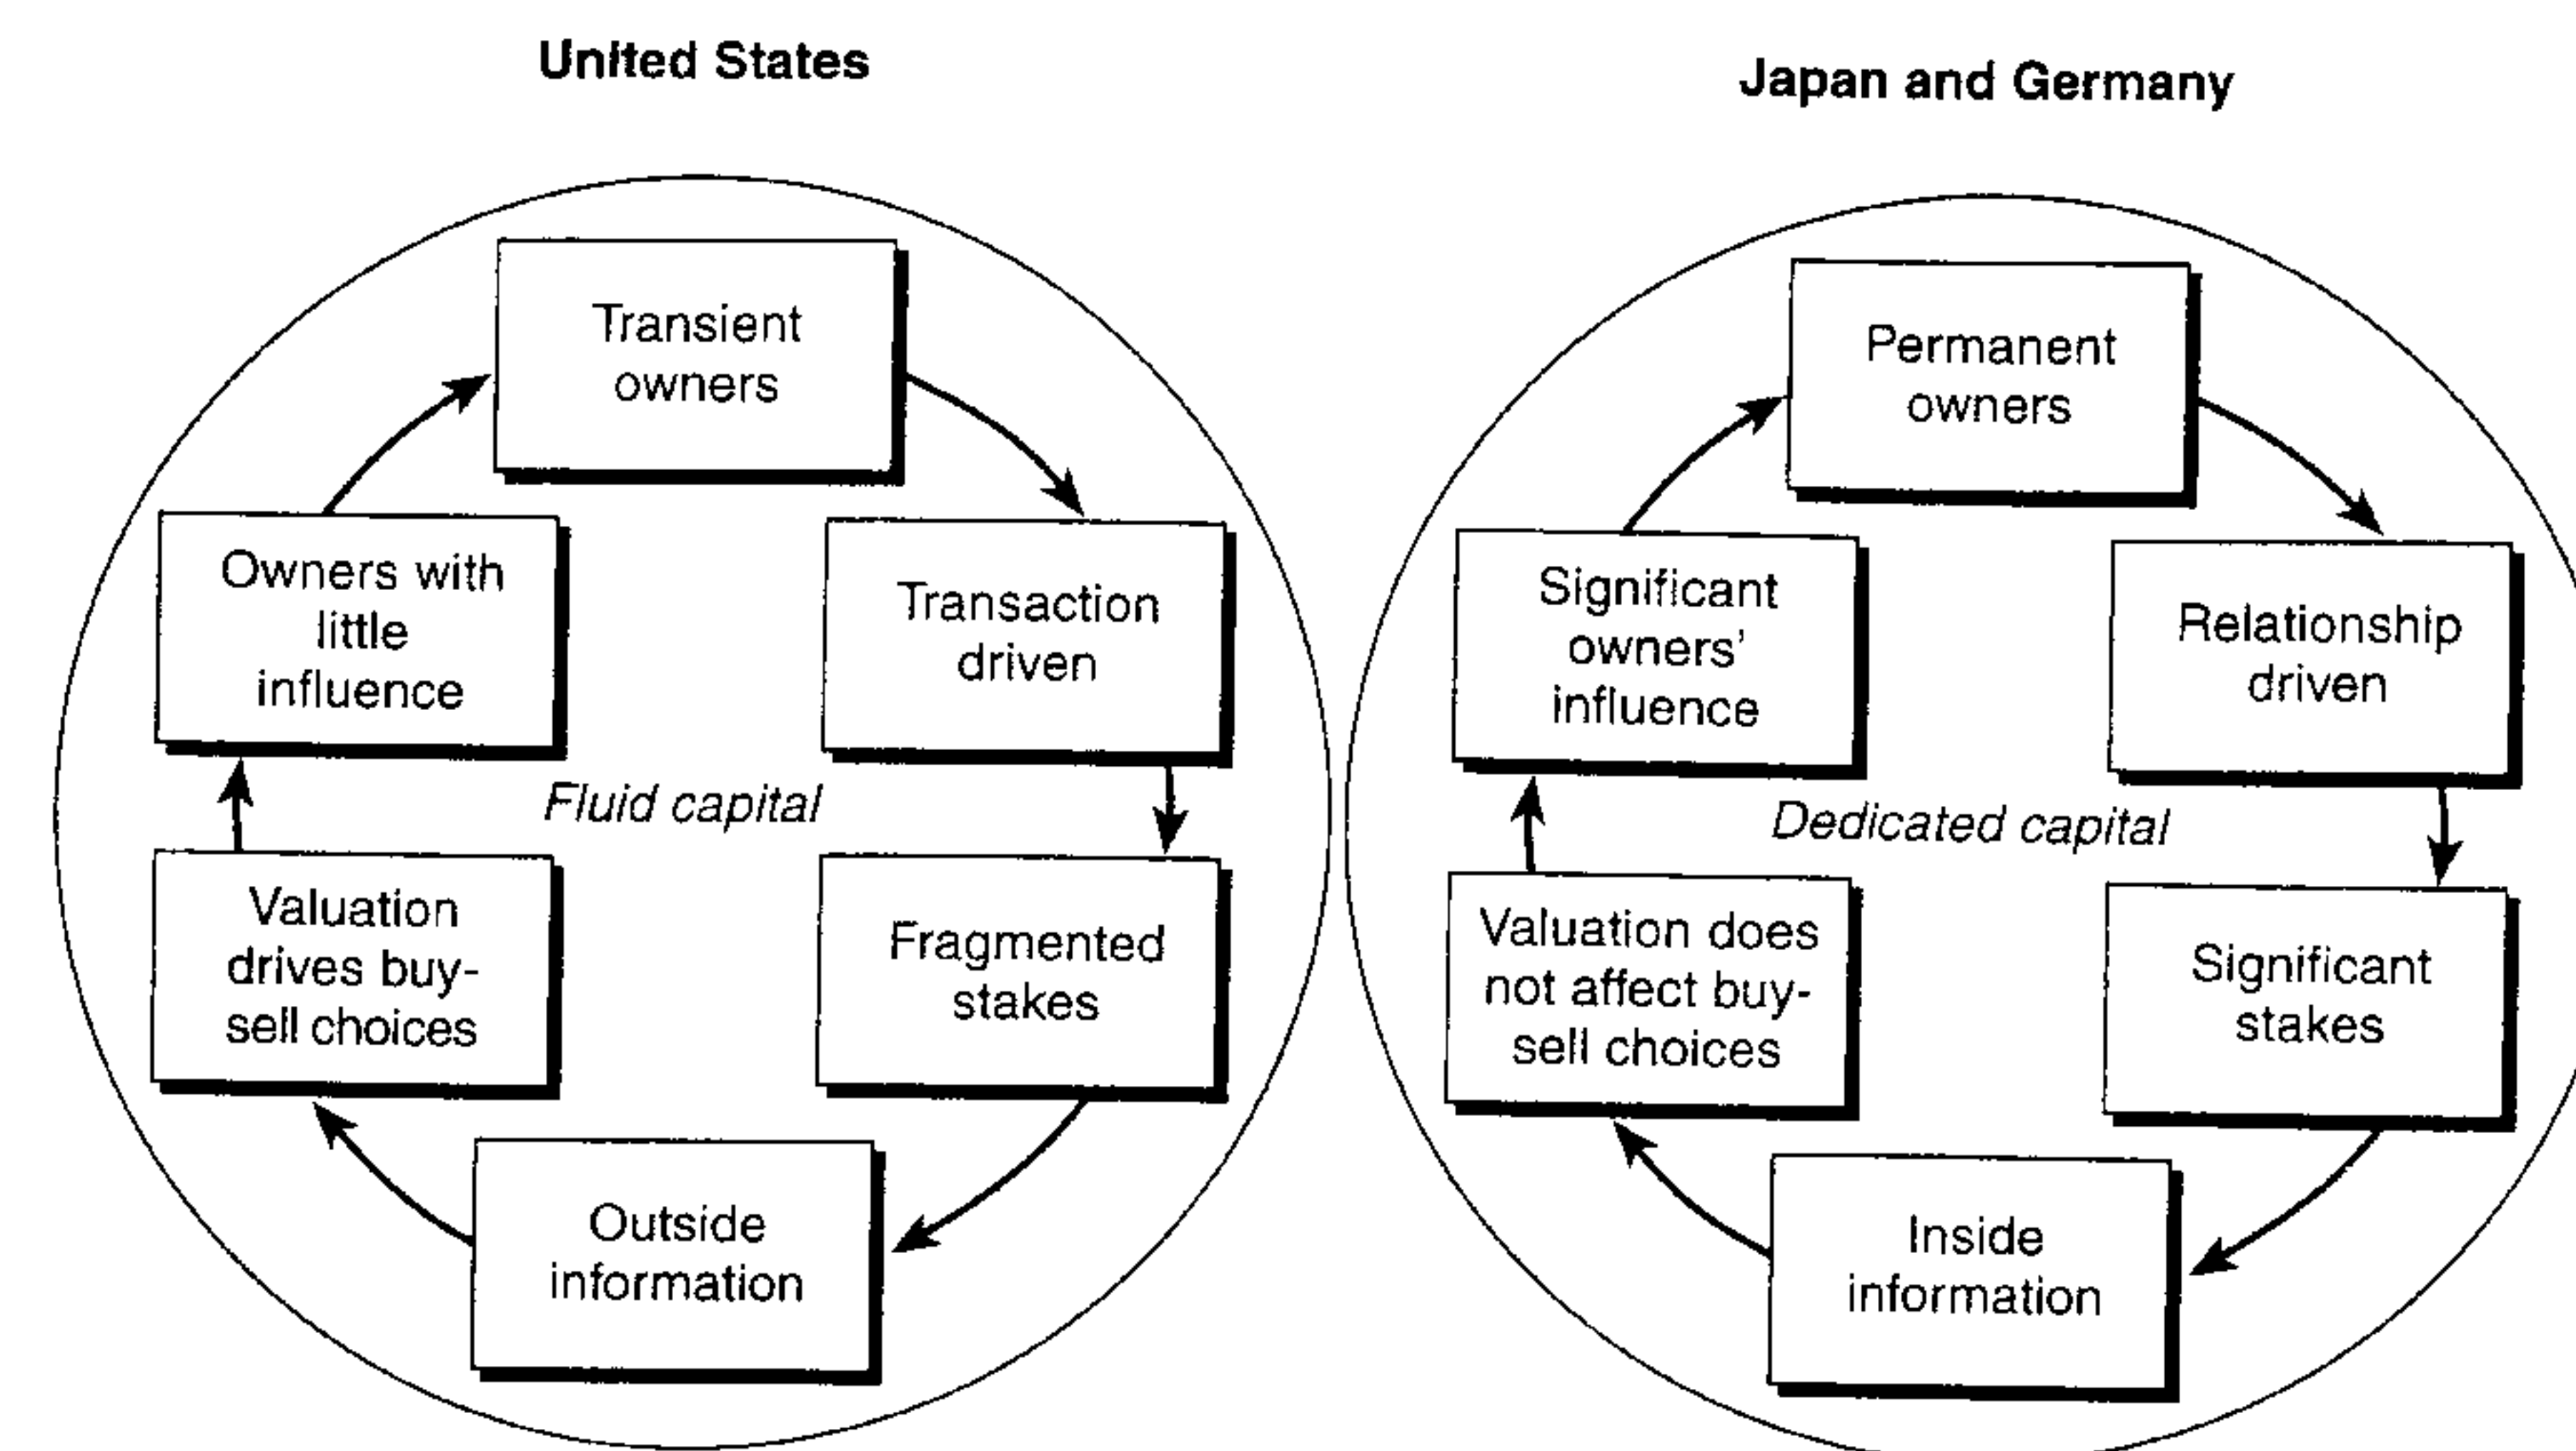 United States
Transient
owners
Transaction
driven
Fragmented
stakes
Outside
information
Valuation
drives buy-
sell choices
Owners with
little
influence
Fluid capital
Japan and Germany
Permanent
owners
Relationship
driven
Significant
stakes
Inside
information
Valuation does
not affect buy-
sell choices
Significant
owners'
influence
Dedicated capital